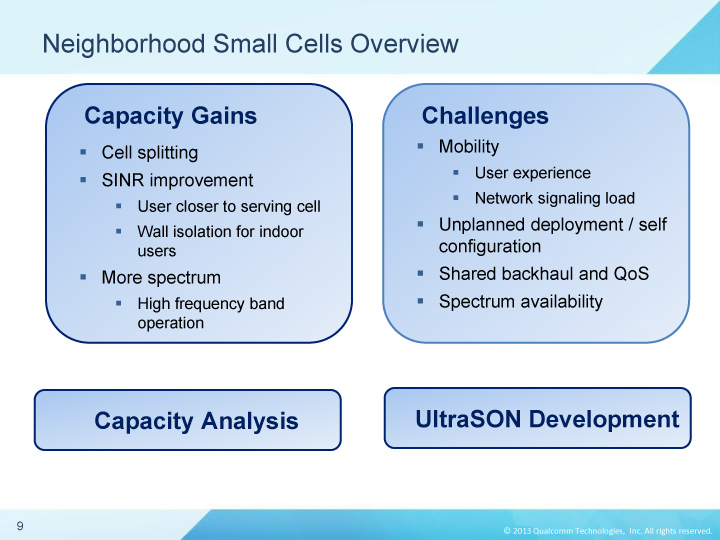 Neighborhood Small Cells Overview
Capacity Gains
▪ Cell splitting
▪ SINR improvement
▪ User closer to serving cell
▪ Wall isolation for indoor
users
▪ More spectrum
▪ High frequency band
operation
Challenges
▪ Mobility
▪ User experience
▪ Network signaling load
▪ Unplanned deployment / self
configuration
▪ Shared backhaul and QoS
▪ Spectrum availability
Capacity Analysis
UltraSON Development
9
© 2013 Qualcomm Technologies, Inc. All rights reserved.